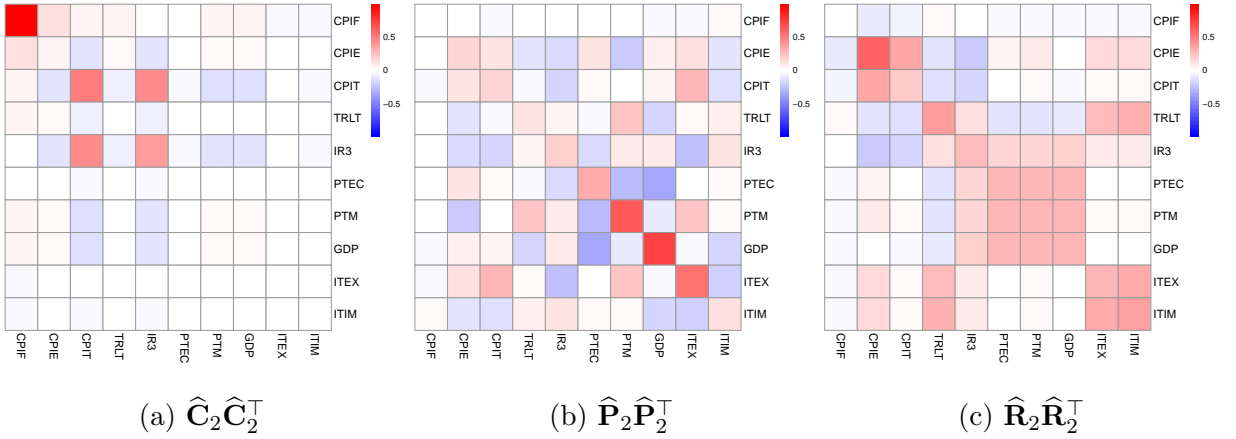 CPIF
CPIE
CPIT
TRLT
IR3
PTEC
PTM
GDP
ITEX
ITIM
CPIF CPIE CPIT TRLT IR3 PTEC PTM GDP ITEX ITIM
0.5
0
−0.5
(a) Ĉ₂Ĉ₂⊤
CPIF
CPIE
CPIT
TRLT
IR3
PTEC
PTM
GDP
ITEX
ITIM
CPIF CPIE CPIT TRLT IR3 PTEC PTM GDP ITEX ITIM
0.5
0
−0.5
(b) P̂₂P̂₂⊤
CPIF
CPIE
CPIT
TRLT
IR3
PTEC
PTM
GDP
ITEX
ITIM
CPIF CPIE CPIT TRLT IR3 PTEC PTM GDP ITEX ITIM
0.5
0
−0.5
(c) R̂₂R̂₂⊤